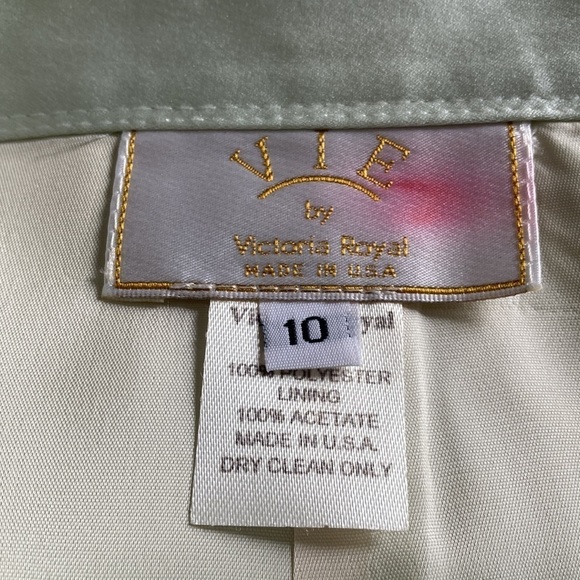 VIE
by
Victoria Royal
MADE IN U.S.A
10
100% POLYESTER
LINING
100% ACETATE
MADE IN U.S.A.
DRY CLEAN ONLY